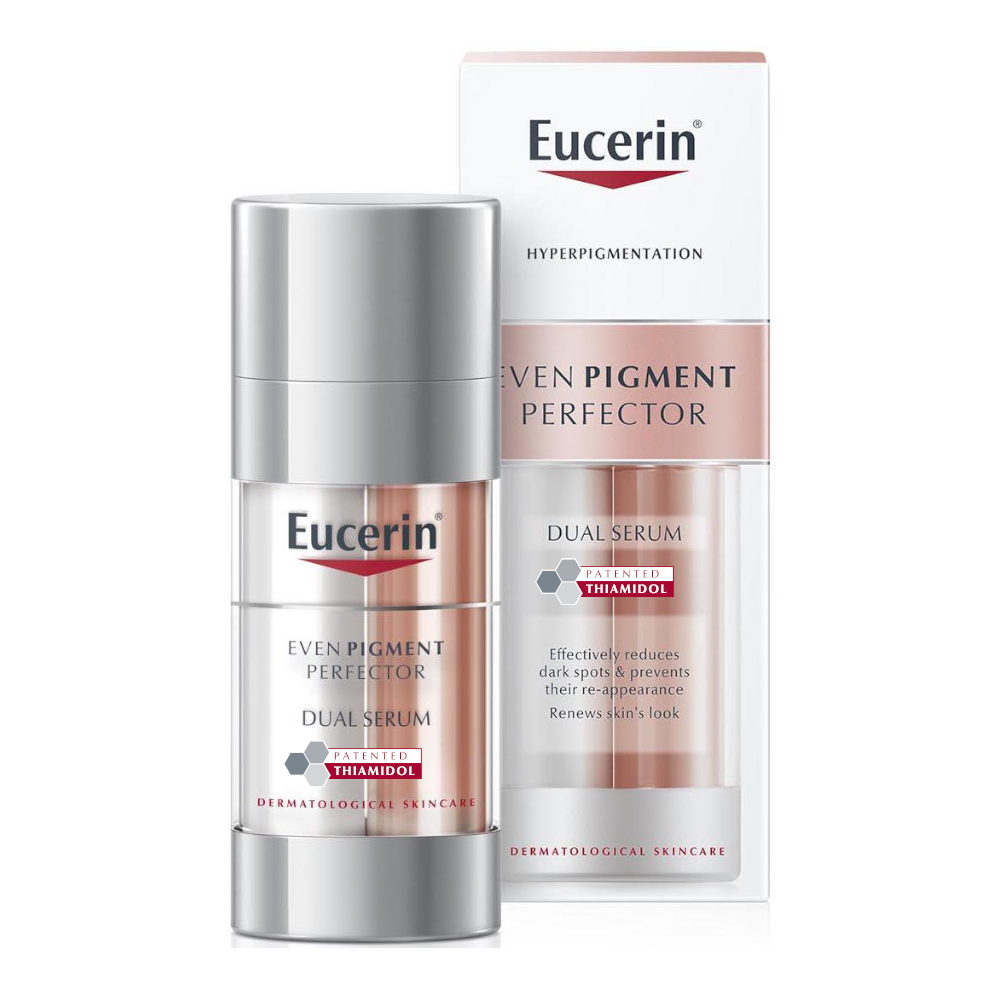 Eucerin®
HYPERPIGMENTATION
EVEN PIGMENT
PERFECTOR
DUAL SERUM
PATENTED
THIAMIDOL
Effectively reduces
dark spots & prevents
their re-appearance
Renews skin's look
DERMATOLOGICAL SKINCARE
Eucerin®
EVEN PIGMENT
PERFECTOR
DUAL SERUM
PATENTED
THIAMIDOL
DERMATOLOGICAL SKINCARE